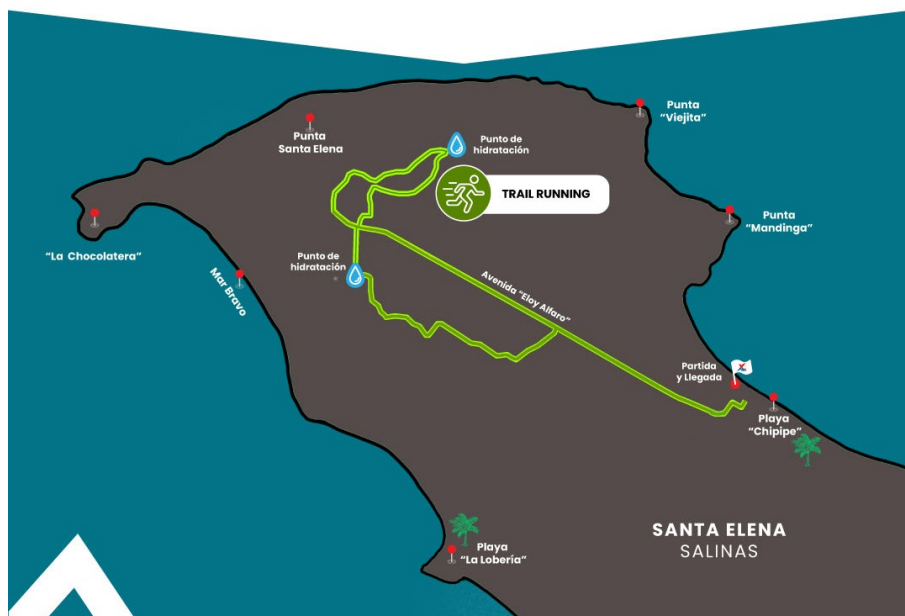 Punta
“Viejita”
Punta
Santa Elena
Punto de
hidratación
TRAIL RUNNING
Punta
“Mandinga”
“La Chocolatera”
Punto de
hidratación
Mar Bravo
Avenida “Eloy Alfaro”
Partida
y Llegada
Playa
“Chipipe”
SANTA ELENA
SALINAS
Playa
“La Lobería”